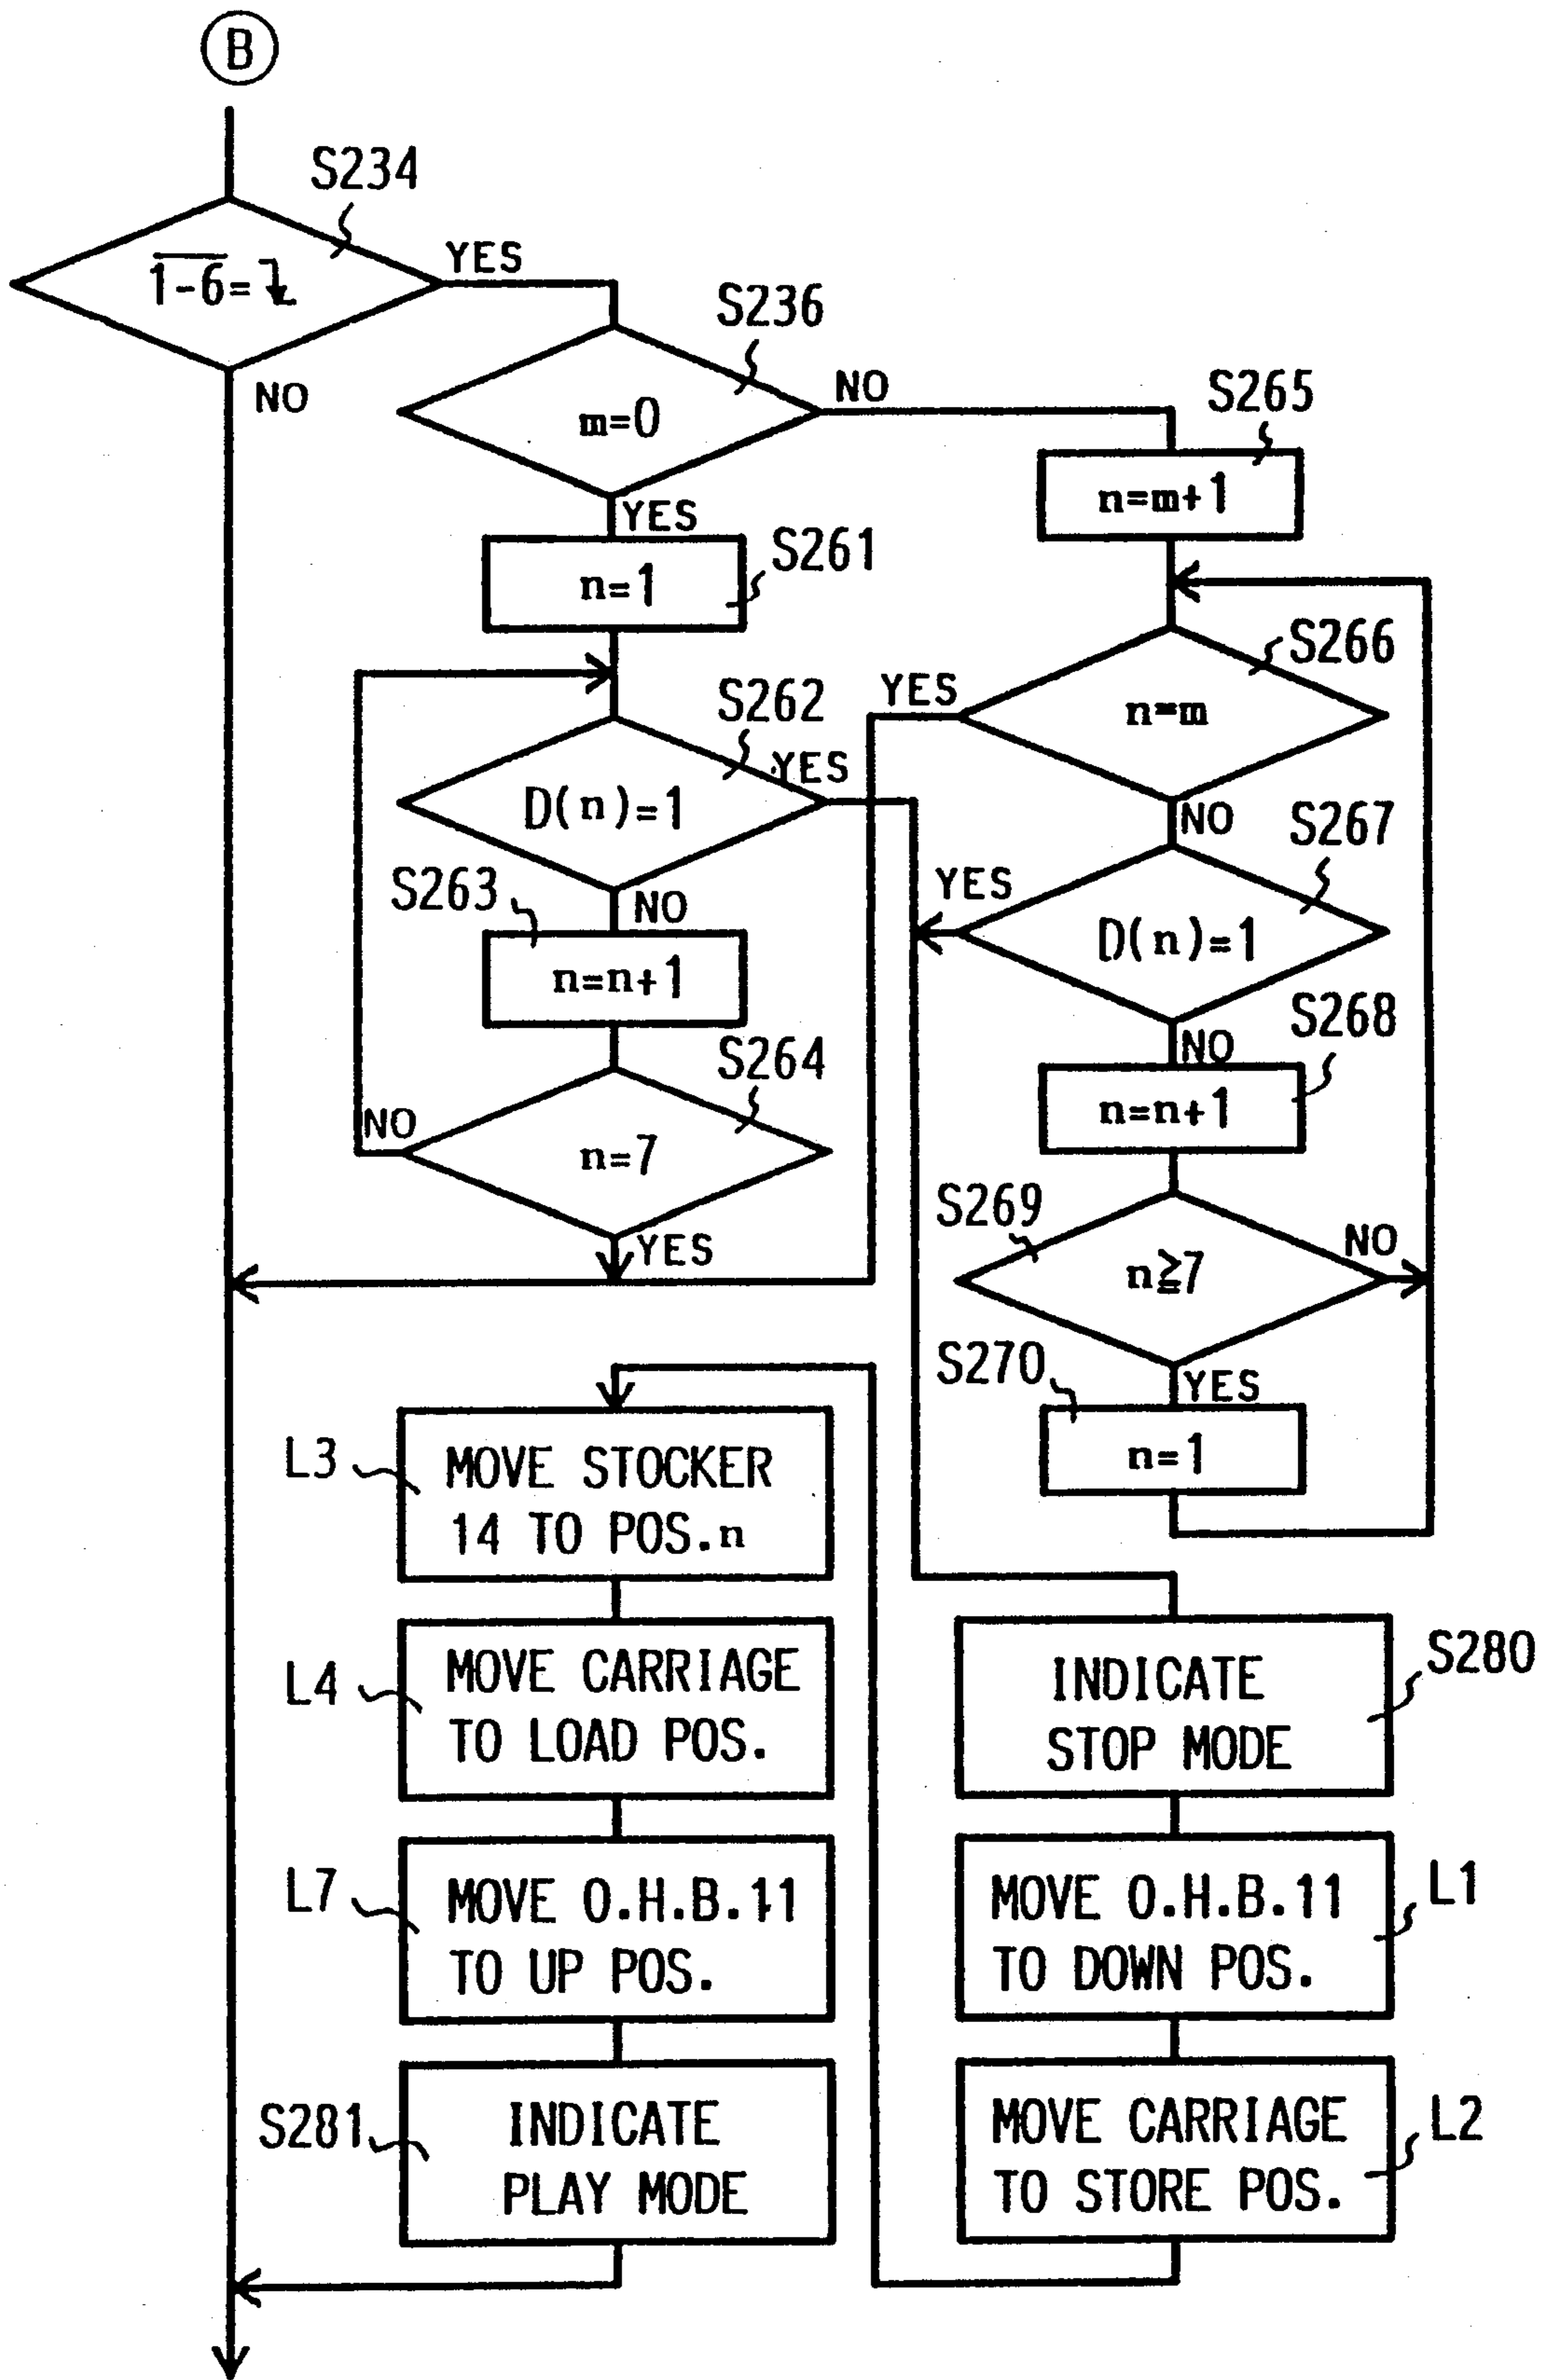 B
S234
1-6=
YES
NO
S236
m=0
NO
YES
S265
n=m+1
S261
n=1
S266
n=m
YES
NO
S262
D(n)=1
YES
NO
S267
D(n)=1
YES
NO
S263
n=n+1
S268
n=n+1
S264
n=7
NO
YES
S269
n≧7
NO
YES
S270
n=1
L3
MOVE STOCKER
14 TO POS.n
L4
MOVE CARRIAGE
TO LOAD POS.
S280
INDICATE
STOP MODE
L7
MOVE O.H.B.11
TO UP POS.
L1
MOVE O.H.B.11
TO DOWN POS.
S281
INDICATE
PLAY MODE
L2
MOVE CARRIAGE
TO STORE POS.